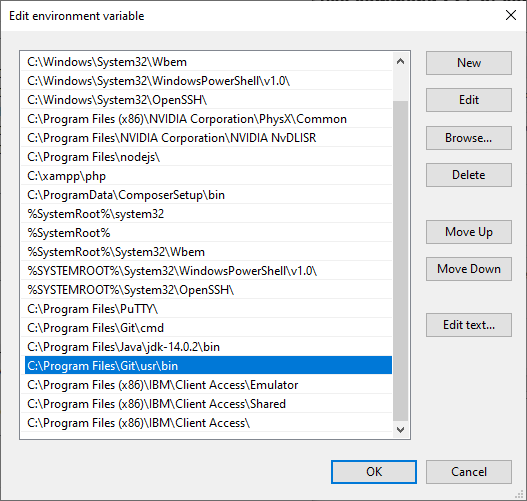 Edit environment variable
C:\Windows\System32\Wbem
C:\Windows\System32\WindowsPowerShell\v1.0\
C:\Windows\System32\OpenSSH\
C:\Program Files (x86)\NVIDIA Corporation\PhysX\Common
C:\Program Files\NVIDIA Corporation\NVIDIA NvDLISR
C:\Program Files\nodejs\
C:\xampp\php
C:\ProgramData\ComposerSetup\bin
%SystemRoot%\system32
%SystemRoot%
%SystemRoot%\System32\Wbem
%SYSTEMROOT%\System32\WindowsPowerShell\v1.0\
%SYSTEMROOT%\System32\OpenSSH\
C:\Program Files\PuTTY\
C:\Program Files\Git\cmd
C:\Program Files\Java\jdk-14.0.2\bin
C:\Program Files\Git\usr\bin
C:\Program Files (x86)\IBM\Client Access\Emulator
C:\Program Files (x86)\IBM\Client Access\Shared
C:\Program Files (x86)\IBM\Client Access\
New
Edit
Browse...
Delete
Move Up
Move Down
Edit text...
OK
Cancel